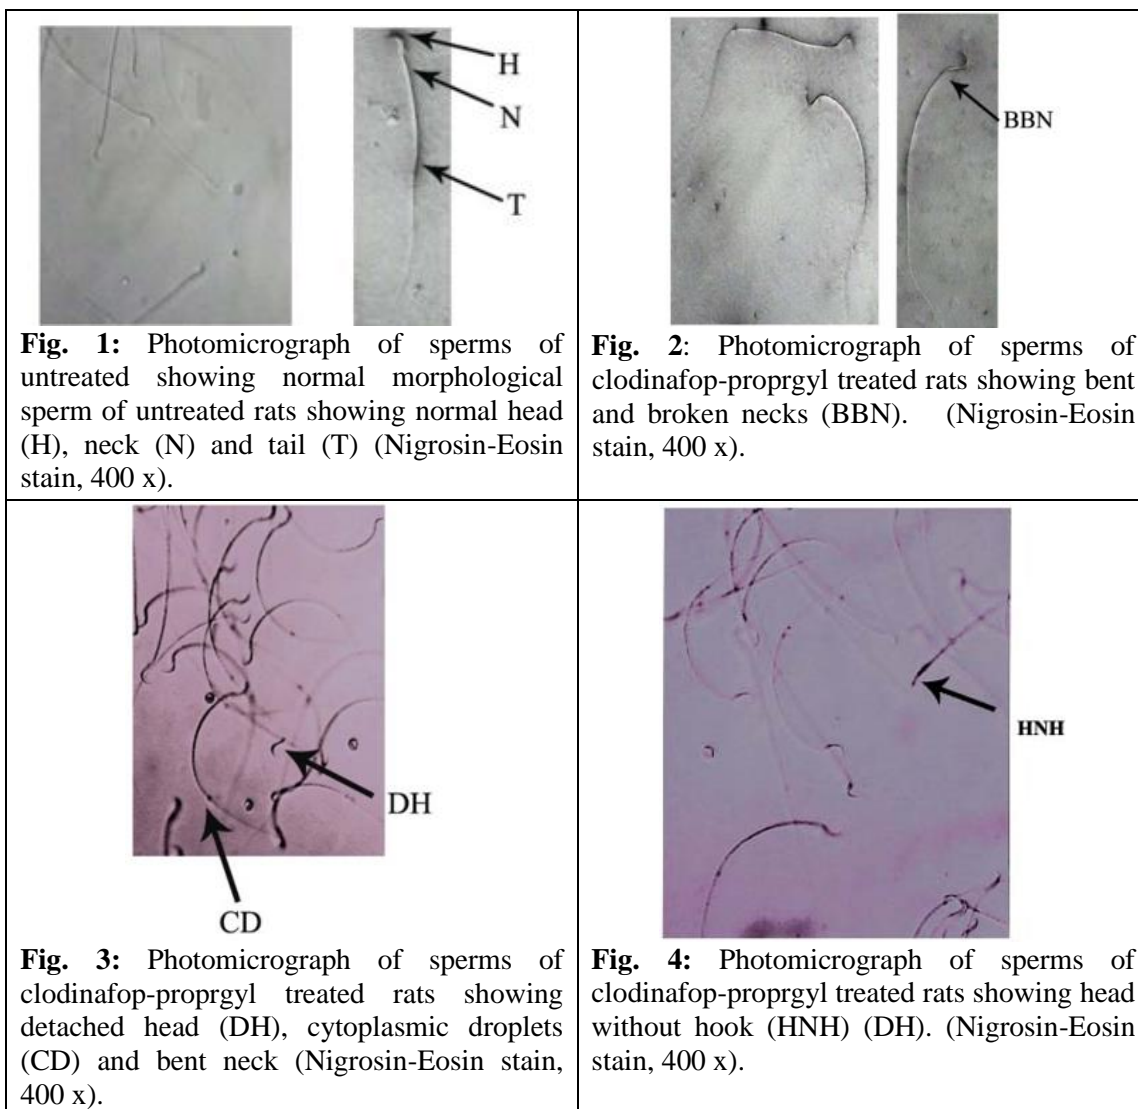 H
N
T
Fig. 1: Photomicrograph of sperms of
untreated showing normal morphological
sperm of untreated rats showing normal head
(H), neck (N) and tail (T) (Nigrosin-Eosin
stain, 400 x).
BBN
Fig. 2: Photomicrograph of sperms of
clodinafop-proprgyl treated rats showing bent
and broken necks (BBN). (Nigrosin-Eosin
stain, 400 x).
DH
CD
Fig. 3: Photomicrograph of sperms of
clodinafop-proprgyl treated rats showing
detached head (DH), cytoplasmic droplets
(CD) and bent neck (Nigrosin-Eosin stain,
400 x).
HNH
Fig. 4: Photomicrograph of sperms of
clodinafop-proprgyl treated rats showing head
without hook (HNH) (DH). (Nigrosin-Eosin
stain, 400 x).